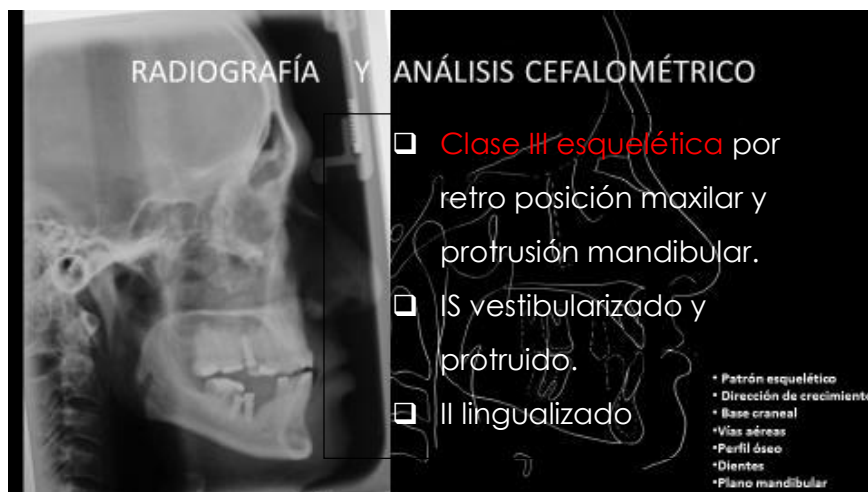 RADIOGRAFÍA Y ANÁLISIS CEFALOMÉTRICO
Clase III esquelética por
retro posición maxilar y
protrusión mandibular.
IS vestibularizado y
protruido.
II lingualizado
• Patrón esquelético
• Dirección de crecimiento
• Base craneal
•Vías aéreas
•Perfil óseo
•Dientes
•Plano mandibular